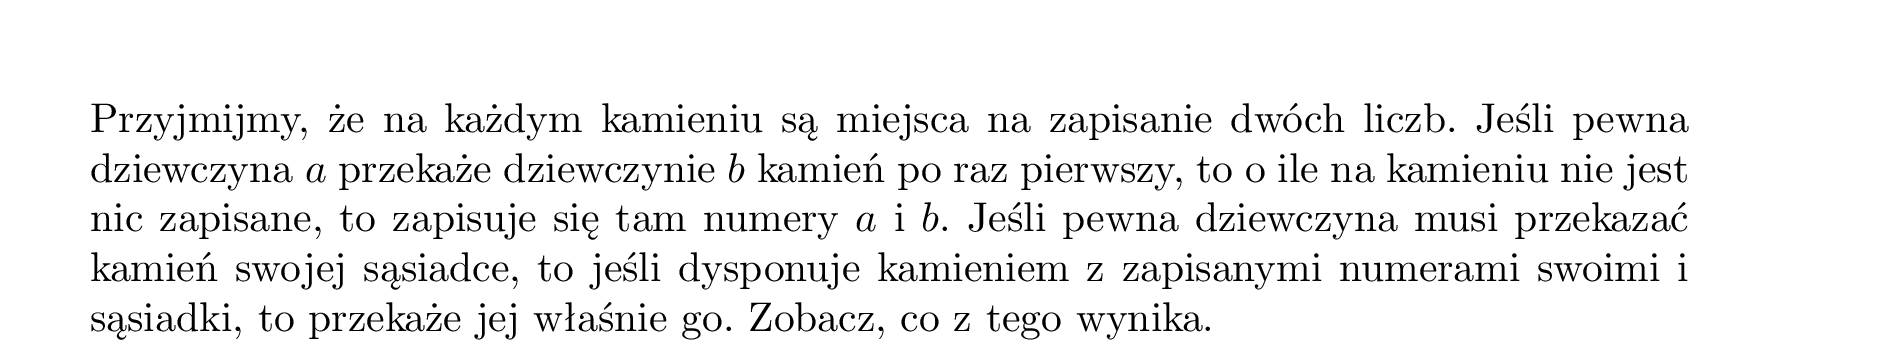 Przyjmijmy, że na każdym kamieniu są miejsca na zapisanie dwóch liczb. Jeśli pewna
dziewczyna a przekaże dziewczynie b kamień po raz pierwszy, to o ile na kamieniu nie jest
nic zapisane, to zapisuje się tam numery a i b. Jeśli pewna dziewczyna musi przekazać
kamień swojej sąsiadce, to jeśli dysponuje kamieniem z zapisanymi numerami swoimi i
sąsiadki, to przekaże jej właśnie go. Zobacz, co z tego wynika.